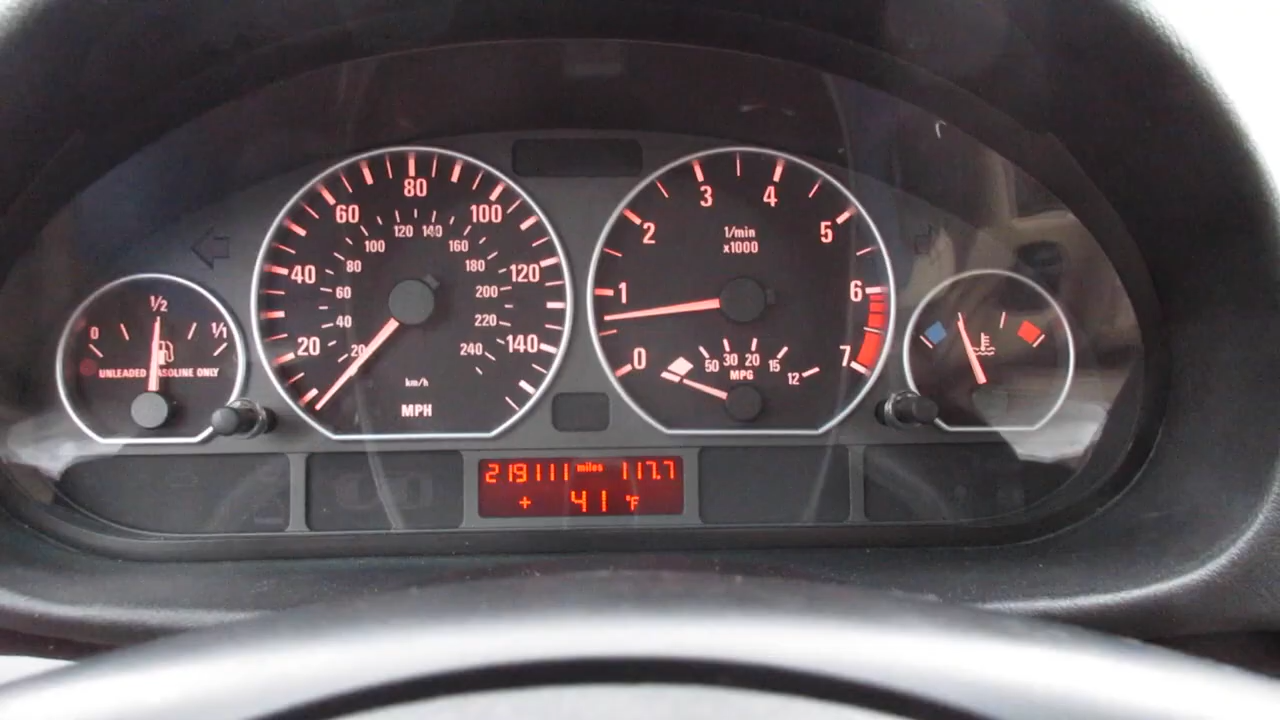 0 1/2 1/1
UNLEADED GASOLINE ONLY
20 40 60 80 100 120 140
20 40 60 80 100 120 140 160 180 200 220 240
km/h
MPH
0 1 2 3 4 5 6 7
1/min
x1000
50 30 20 15 12
MPG
219111 miles 117.7
+ 41 °F